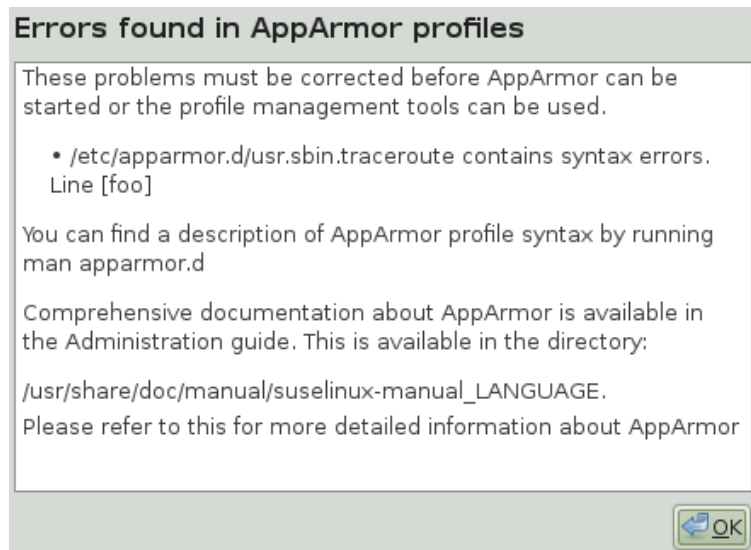 Errors found in AppArmor profiles
These problems must be corrected before AppArmor can be
started or the profile management tools can be used.
• /etc/apparmor.d/usr.sbin.traceroute contains syntax errors.
Line [foo]
You can find a description of AppArmor profile syntax by running
man apparmor.d
Comprehensive documentation about AppArmor is available in
the Administration guide. This is available in the directory:
/usr/share/doc/manual/suselinux-manual_LANGUAGE.
Please refer to this for more detailed information about AppArmor
OK